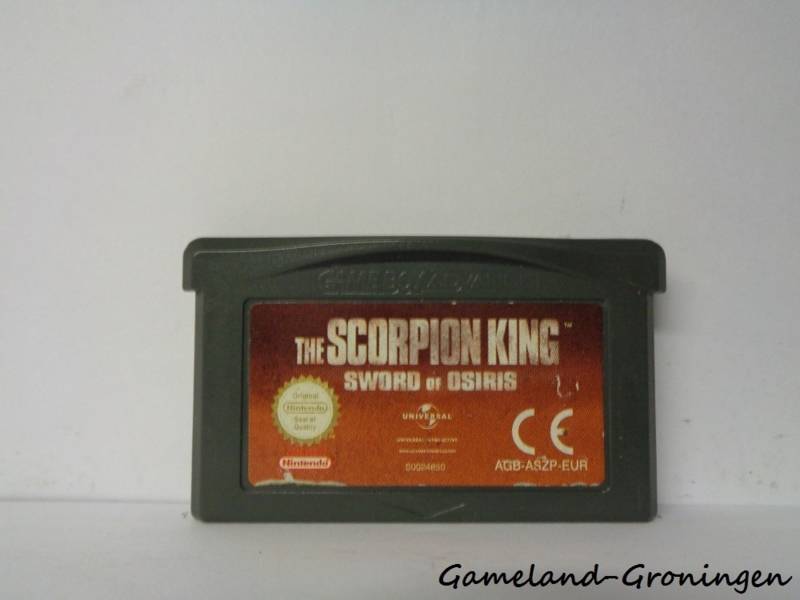 GAME BOY ADVANCE
THE SCORPION KING™
SWORD OF OSIRIS
Original
Nintendo
Seal of
Quality
UNIVERSAL
CE
Nintendo
AGB-ASZP-EUR
Gameland-Groningen